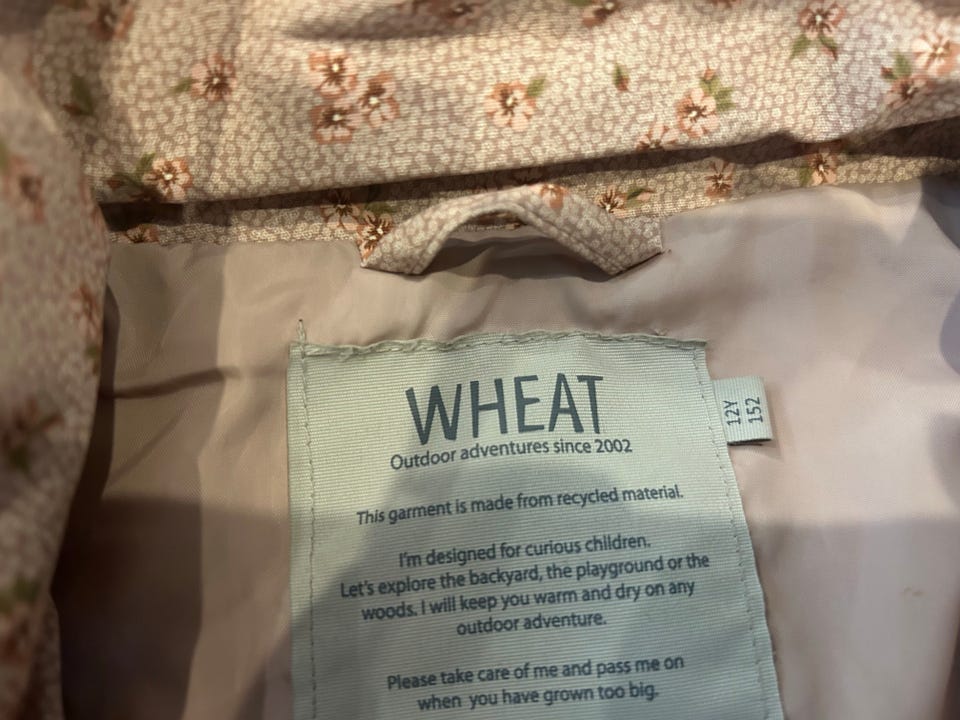 WHEAT
Outdoor adventures since 2002
12Y
152
This garment is made from recycled material.
I'm designed for curious children.
Let's explore the backyard, the playground or the
woods. I will keep you warm and dry on any
outdoor adventure.
Please take care of me and pass me on
when you have grown too big.